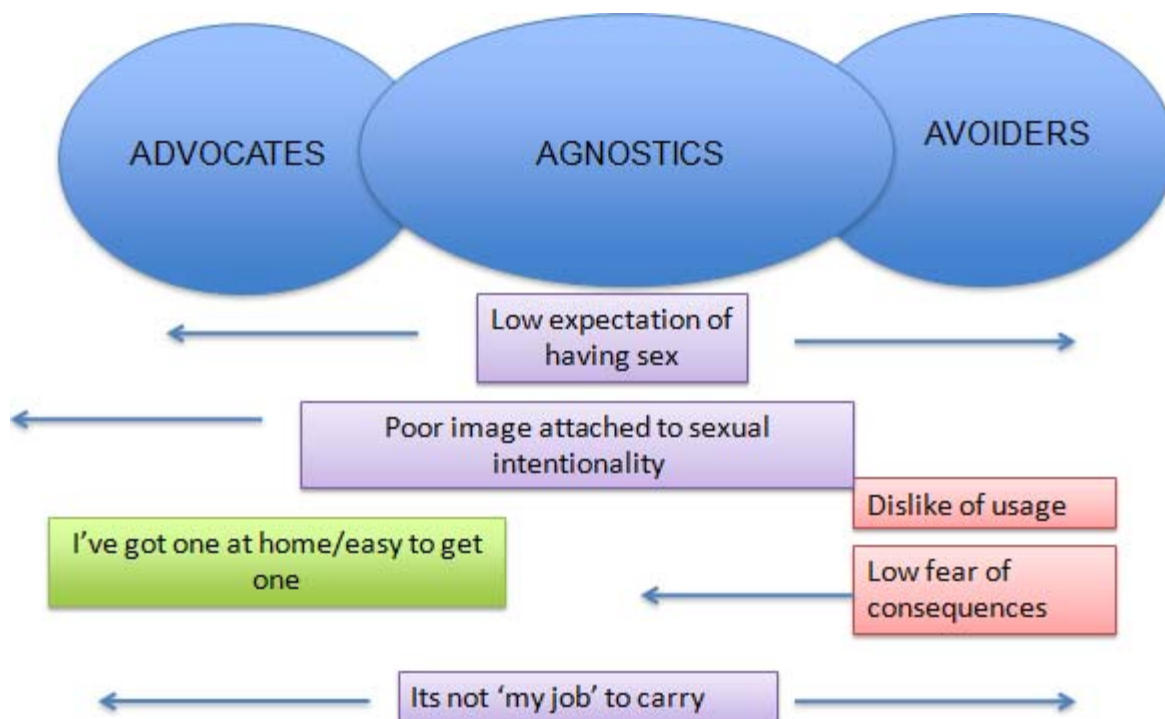 ADVOCATES
AGNOSTICS
AVOIDERS
Low expectation of
having sex
Poor image attached to sexual
intentionality
Dislike of usage
I've got one at home/easy to get
one
Low fear of
consequences
Its not 'my job' to carry